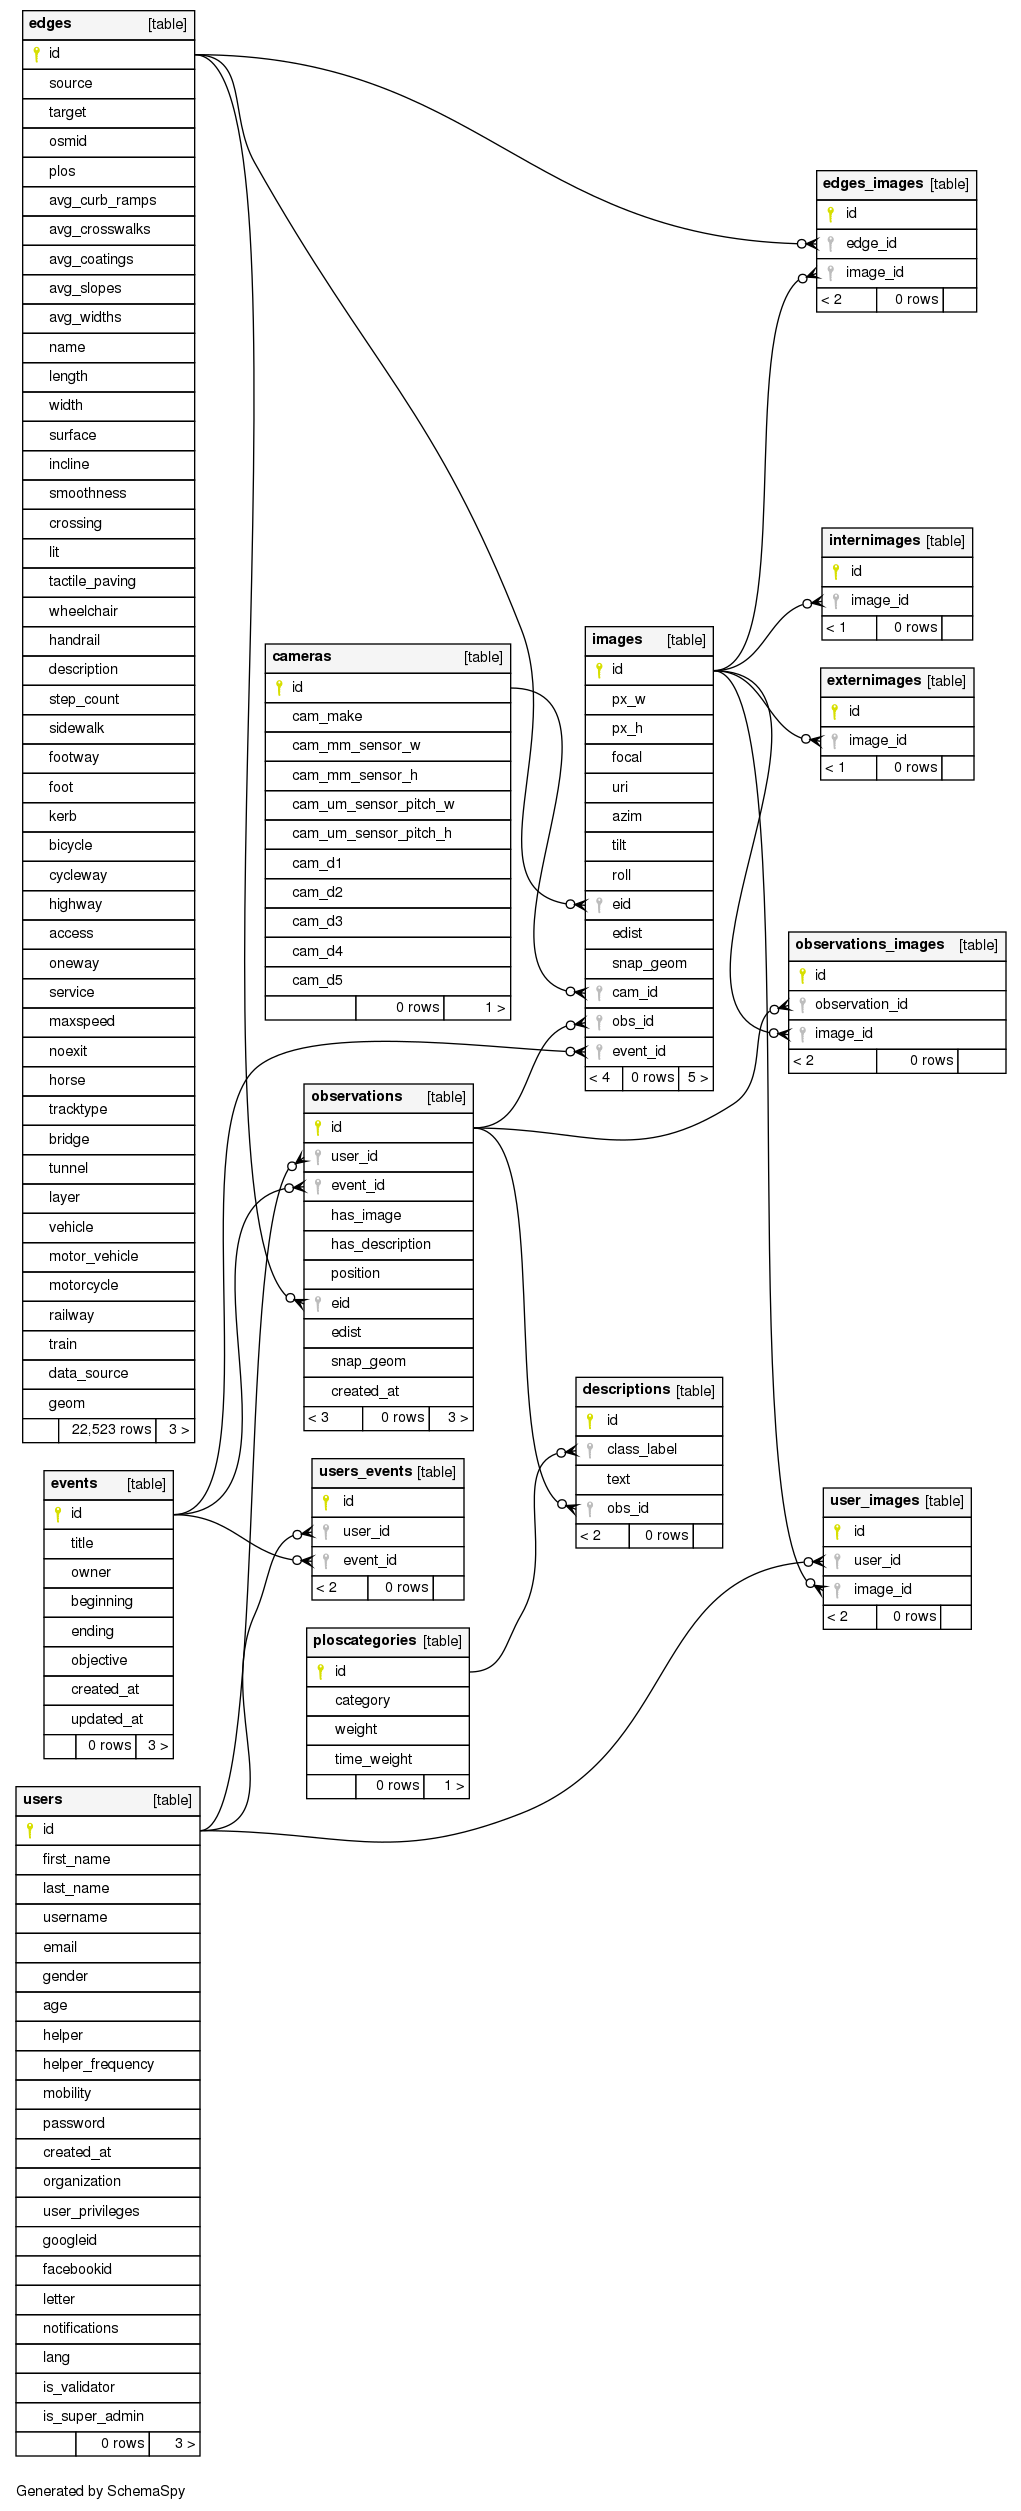 edges [table]
id
source
target
osmid
plos
avg_curb_ramps
avg_crosswalks
avg_coatings
avg_slopes
avg_widths
name
length
width
surface
incline
smoothness
crossing
lit
tactile_paving
wheelchair
handrail
description
step_count
sidewalk
footway
foot
kerb
bicycle
cycleway
highway
access
oneway
service
maxspeed
noexit
horse
tracktype
bridge
tunnel
layer
vehicle
motor_vehicle
motorcycle
railway
train
data_source
geom
22,523 rows 3 >
edges_images [table]
id
edge_id
image_id
< 2 0 rows
internimages [table]
id
image_id
< 1 0 rows
externimages [table]
id
image_id
< 1 0 rows
images [table]
id
px_w
px_h
focal
uri
azim
tilt
roll
eid
edist
snap_geom
cam_id
obs_id
event_id
< 4 0 rows 5 >
cameras [table]
id
cam_make
cam_mm_sensor_w
cam_mm_sensor_h
cam_um_sensor_pitch_w
cam_um_sensor_pitch_h
cam_d1
cam_d2
cam_d3
cam_d4
cam_d5
0 rows 1 >
observations_images [table]
id
observation_id
image_id
< 2 0 rows
observations [table]
id
user_id
event_id
has_image
has_description
position
eid
edist
snap_geom
created_at
< 3 0 rows 3 >
descriptions [table]
id
class_label
text
obs_id
< 2 0 rows
users_events [table]
id
user_id
event_id
< 2 0 rows
events [table]
id
title
owner
beginning
ending
objective
created_at
updated_at
0 rows 3 >
user_images [table]
id
user_id
image_id
< 2 0 rows
ploscategories [table]
id
category
weight
time_weight
0 rows 1 >
users [table]
id
first_name
last_name
username
email
gender
age
helper
helper_frequency
mobility
password
created_at
organization
user_privileges
googleid
facebookid
letter
notifications
lang
is_validator
is_super_admin
0 rows 3 >
Generated by SchemaSpy